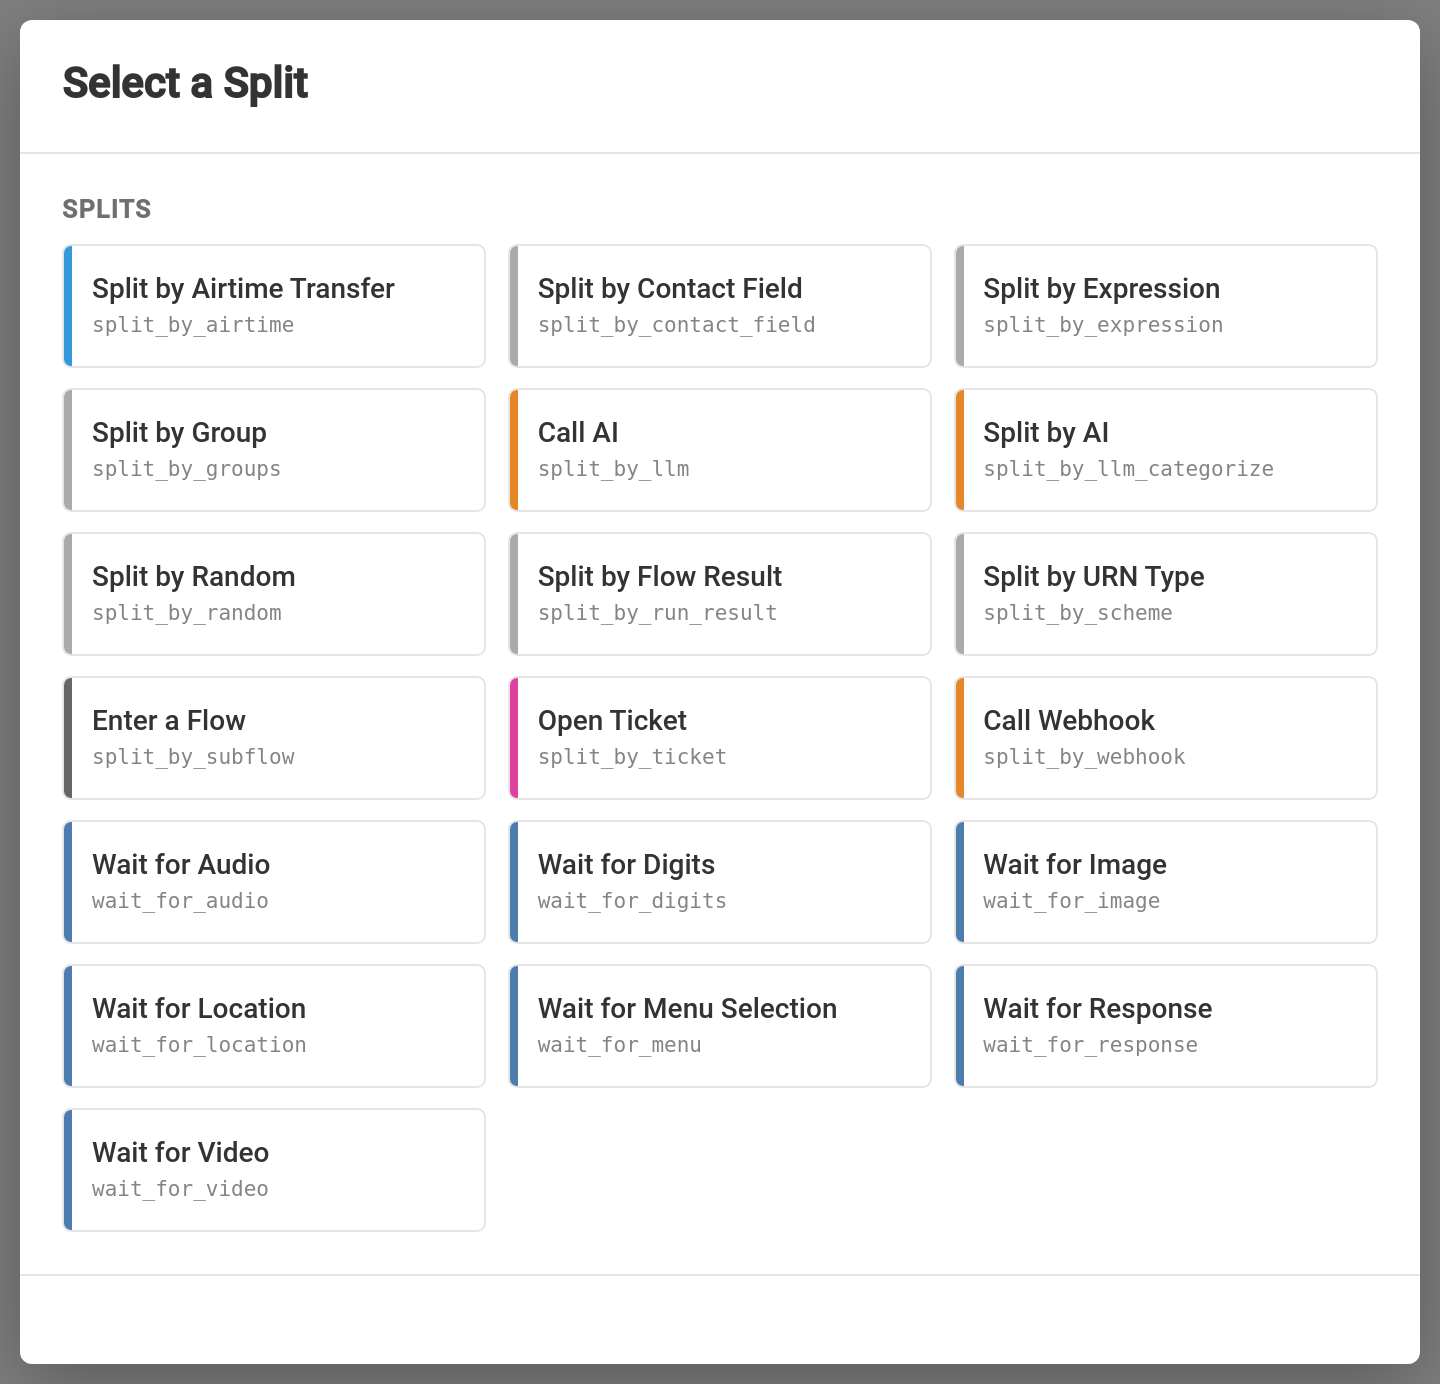 Select a Split
SPLITS
Split by Airtime Transfer
split_by_airtime
Split by Contact Field
split_by_contact_field
Split by Expression
split_by_expression
Split by Group
split_by_groups
Call AI
split_by_llm
Split by AI
split_by_llm_categorize
Split by Random
split_by_random
Split by Flow Result
split_by_run_result
Split by URN Type
split_by_scheme
Enter a Flow
split_by_subflow
Open Ticket
split_by_ticket
Call Webhook
split_by_webhook
Wait for Audio
wait_for_audio
Wait for Digits
wait_for_digits
Wait for Image
wait_for_image
Wait for Location
wait_for_location
Wait for Menu Selection
wait_for_menu
Wait for Response
wait_for_response
Wait for Video
wait_for_video